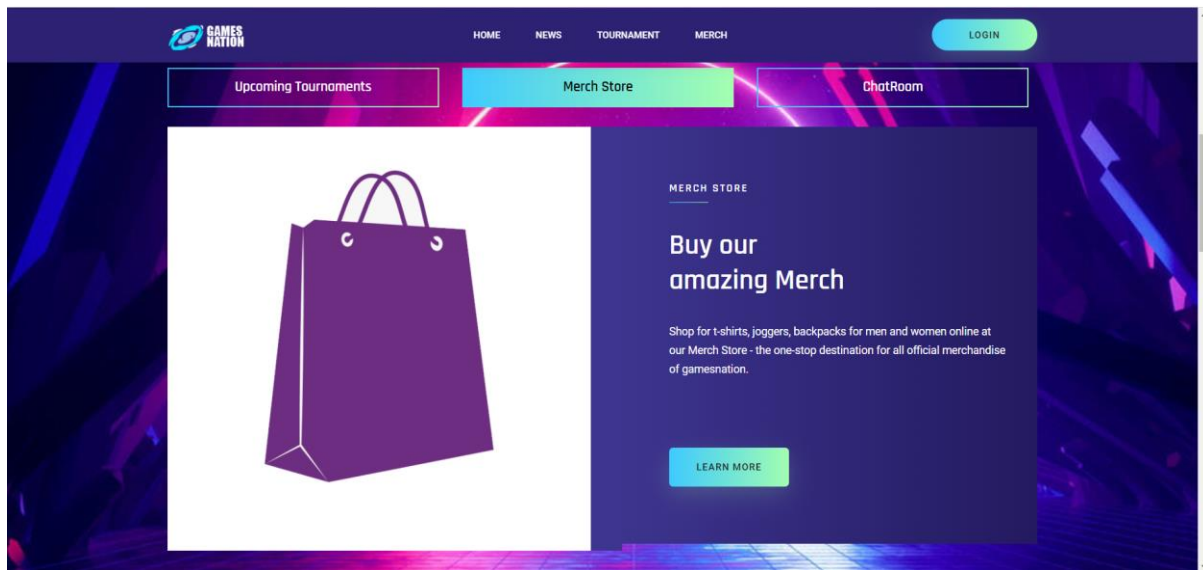 GAMES
NATION
HOME NEWS TOURNAMENT MERCH
LOGIN
Upcoming Tournaments
Merch Store
ChatRoom
MERCH STORE
Buy our
amazing Merch
Shop for t-shirts, joggers, backpacks for men and women online at
our Merch Store - the one-stop destination for all official merchandise
of gamesnation.
LEARN MORE